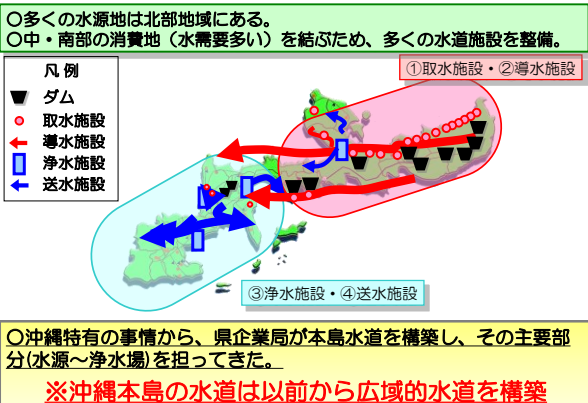 ○多くの水源地は北部地域にある。
○中・南部の消費地（水需要多い）を結ぶため、多くの水道施設を整備。
凡 例
ダム
取水施設
導水施設
浄水施設
送水施設
①取水施設・②導水施設
③浄水施設・④送水施設
○沖縄特有の事情から、県企業局が本島水道を構築し、その主要部
分(水源～浄水場)を担ってきた。
※沖縄本島の水道は以前から広域的水道を構築